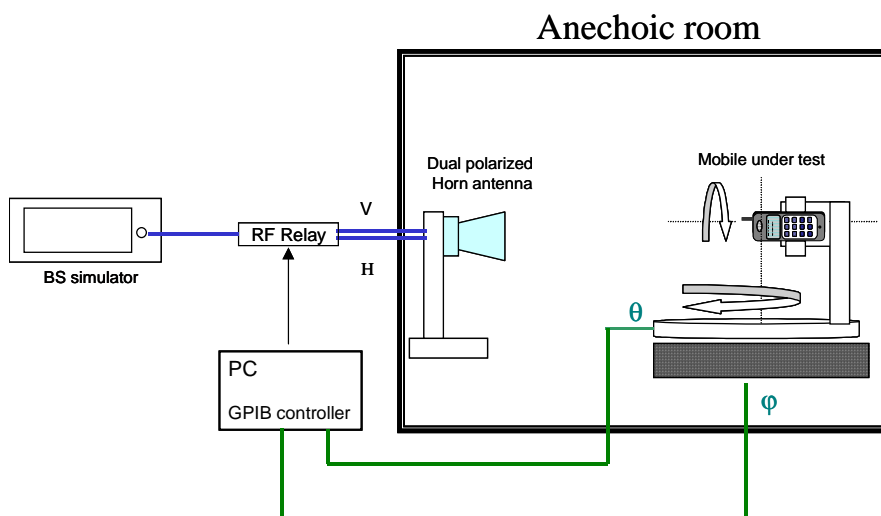 Anechoic room
Dual polarized
Horn antenna
Mobile under test
V
RF Relay
BS simulator
H
θ
PC
GPIB controller
φ